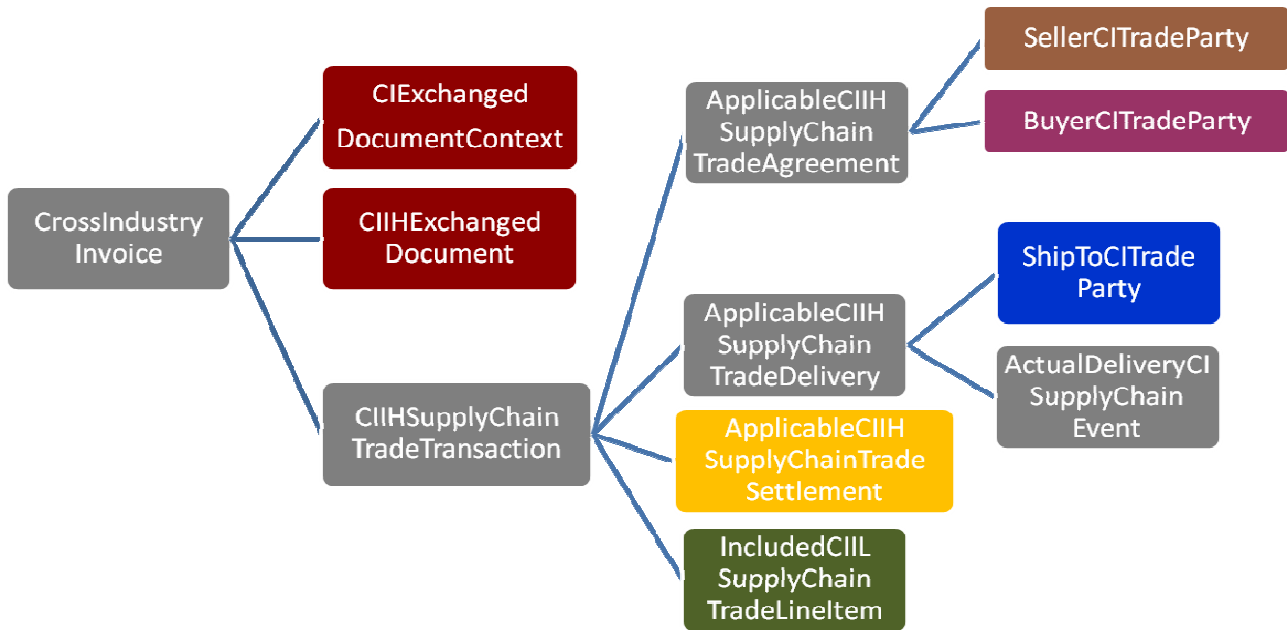 CrossIndustry
Invoice
CIExchanged
DocumentContext
CIIHExchanged
Document
CIIHSupplyChain
TradeTransaction
ApplicableCIIH
SupplyChain
TradeAgreement
ApplicableCIIH
SupplyChain
TradeDelivery
ApplicableCIIH
SupplyChainTrade
Settlement
IncludedCIIL
SupplyChain
TradeLineItem
SellerCITradeParty
BuyerCITradeParty
ShipToCITrade
Party
ActualDeliveryCI
SupplyChain
Event